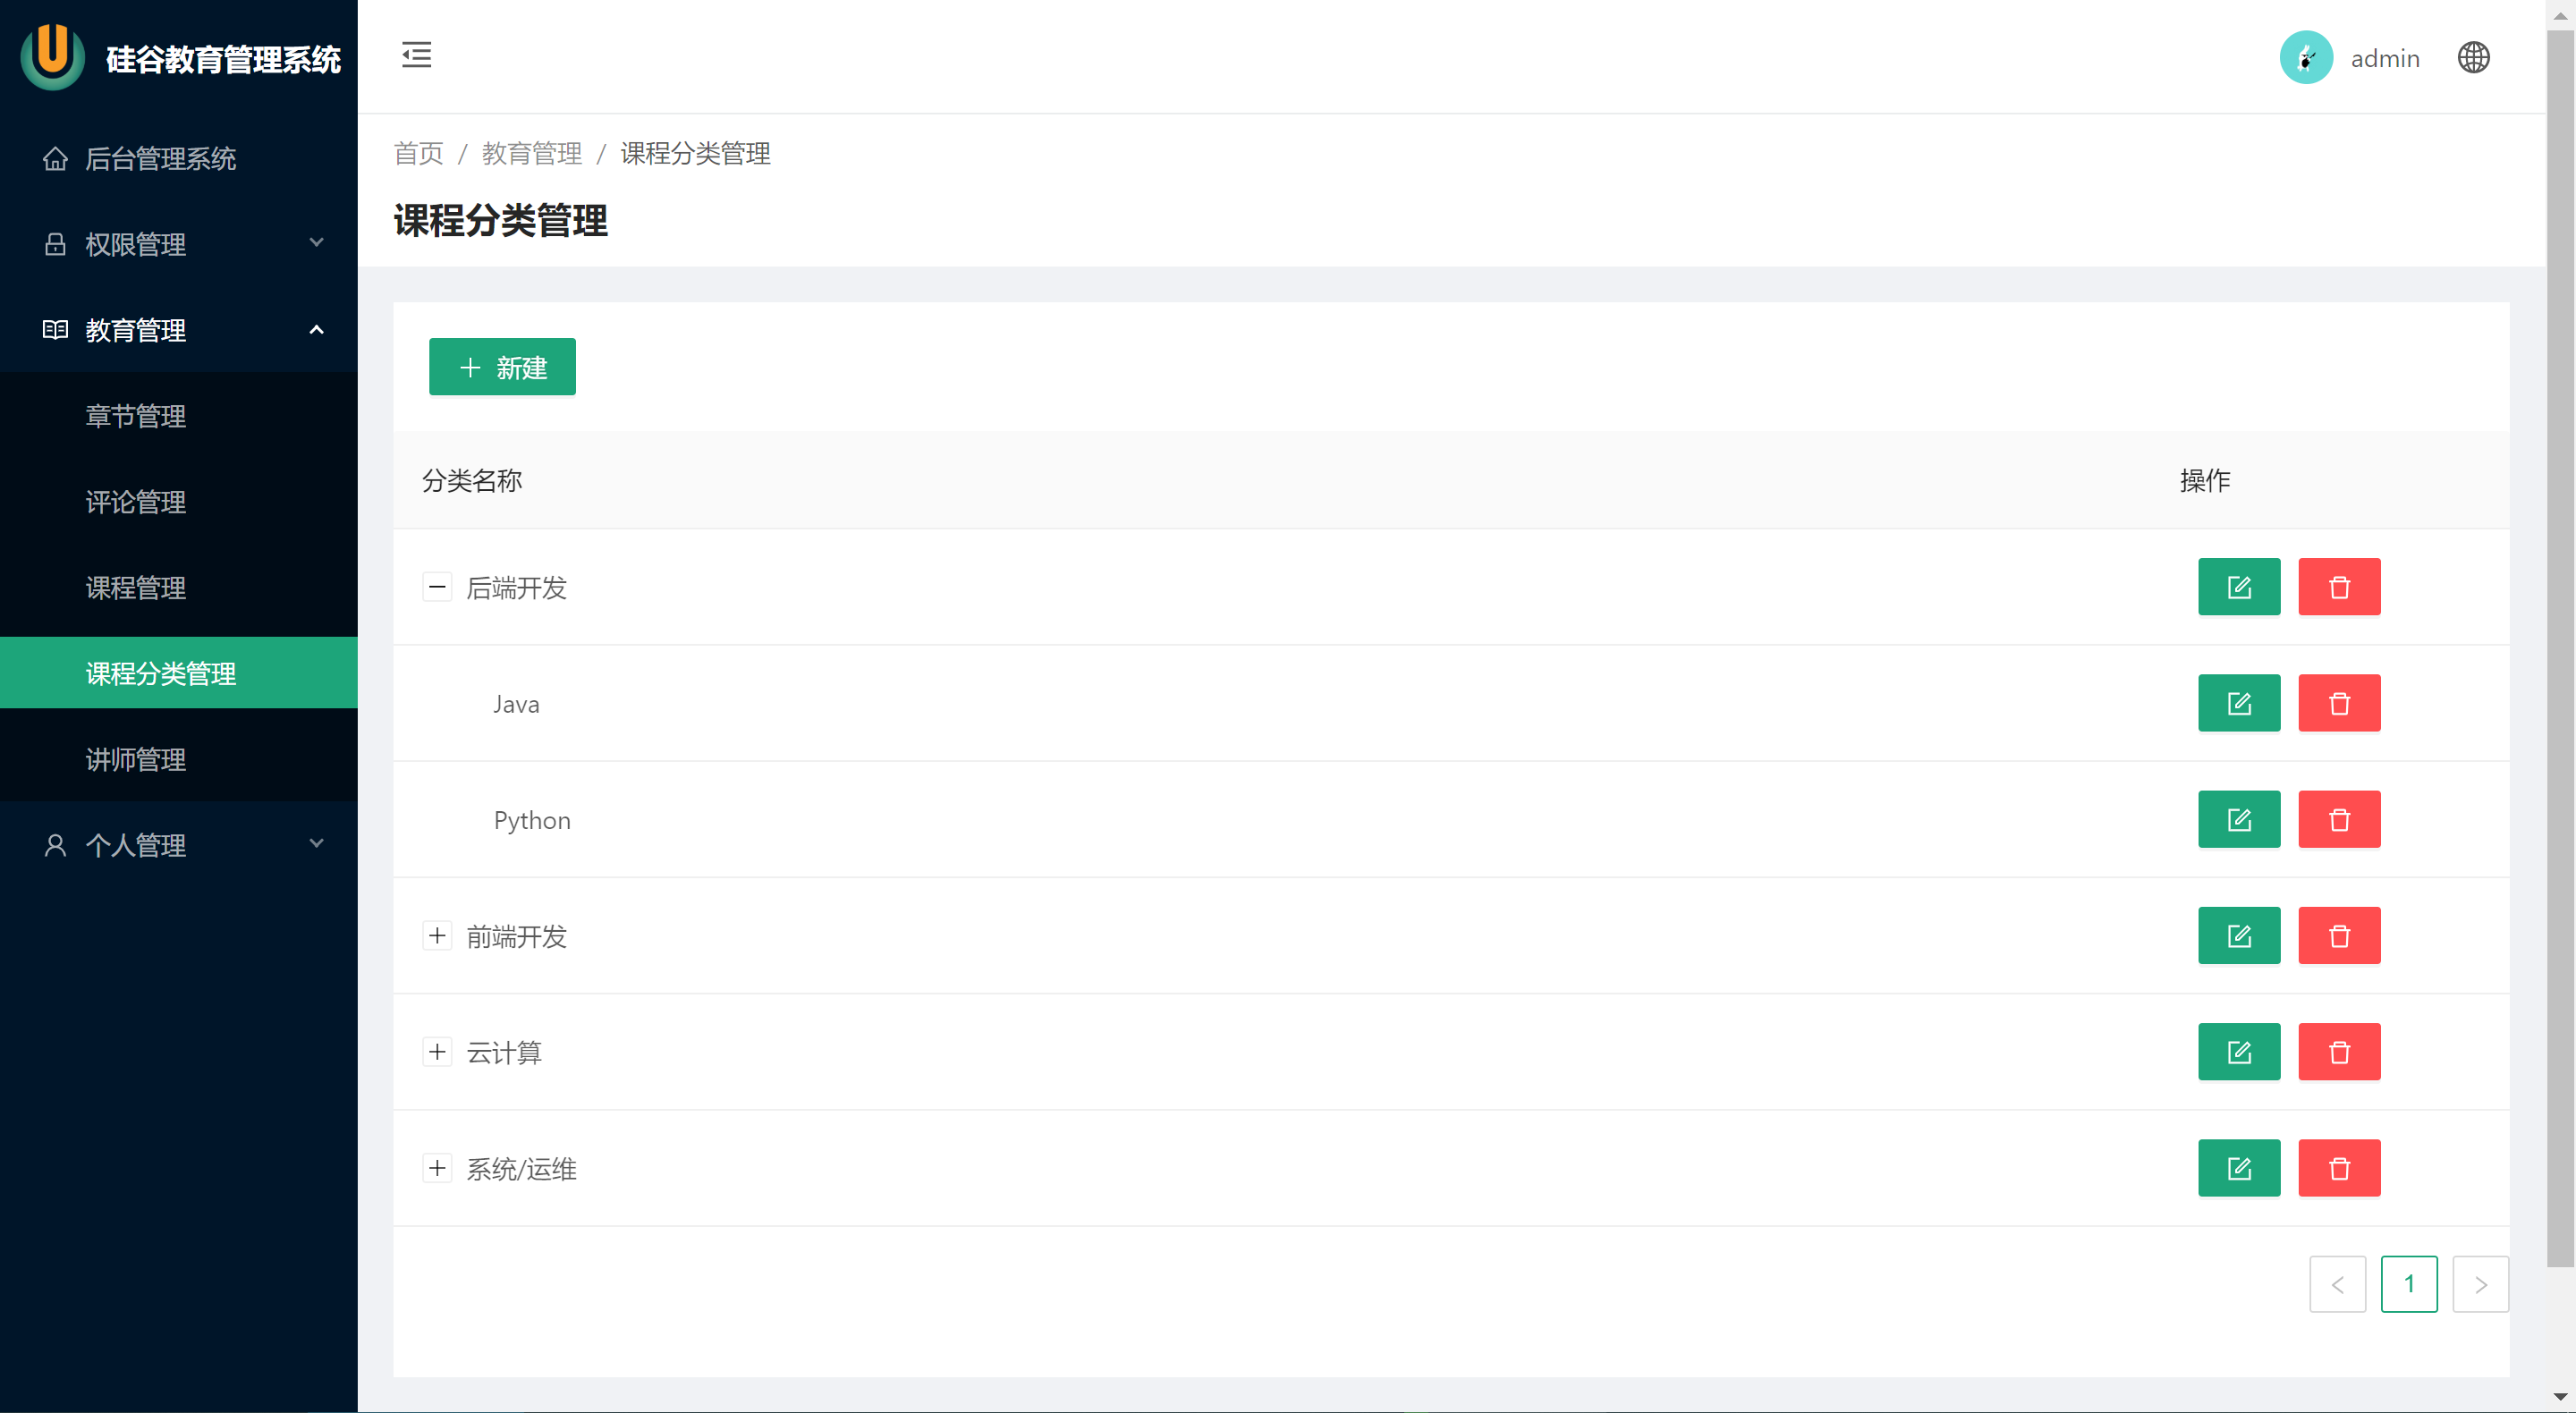 硅谷教育管理系统
admin
后台管理系统
权限管理
教育管理
章节管理
评论管理
课程管理
课程分类管理
讲师管理
个人管理
首页 / 教育管理 / 课程分类管理
课程分类管理
新建
分类名称 操作
后端开发
Java
Python
前端开发
云计算
系统/运维
< 1 >